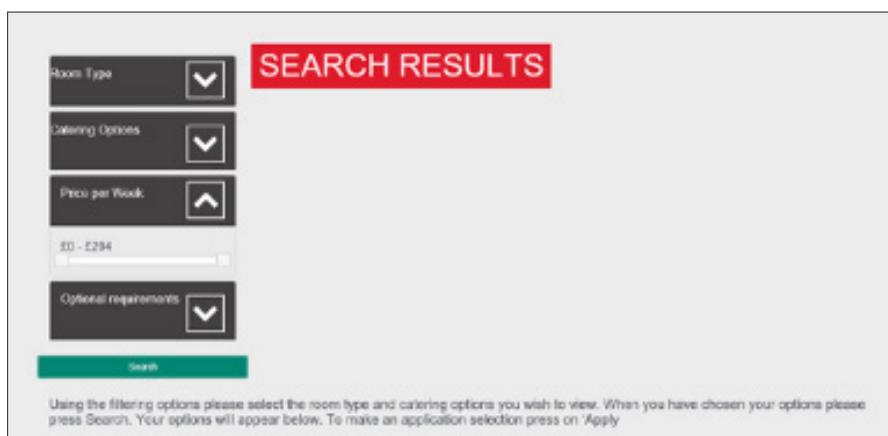 SEARCH RESULTS
Room Type
Catering Options
Price per Week
£0 - £294
Optional requirements
Search
Using the filtering options please select the room type and catering options you wish to view. When you have chosen your options please
press Search. Your options will appear below. To make an application selection press on 'Apply